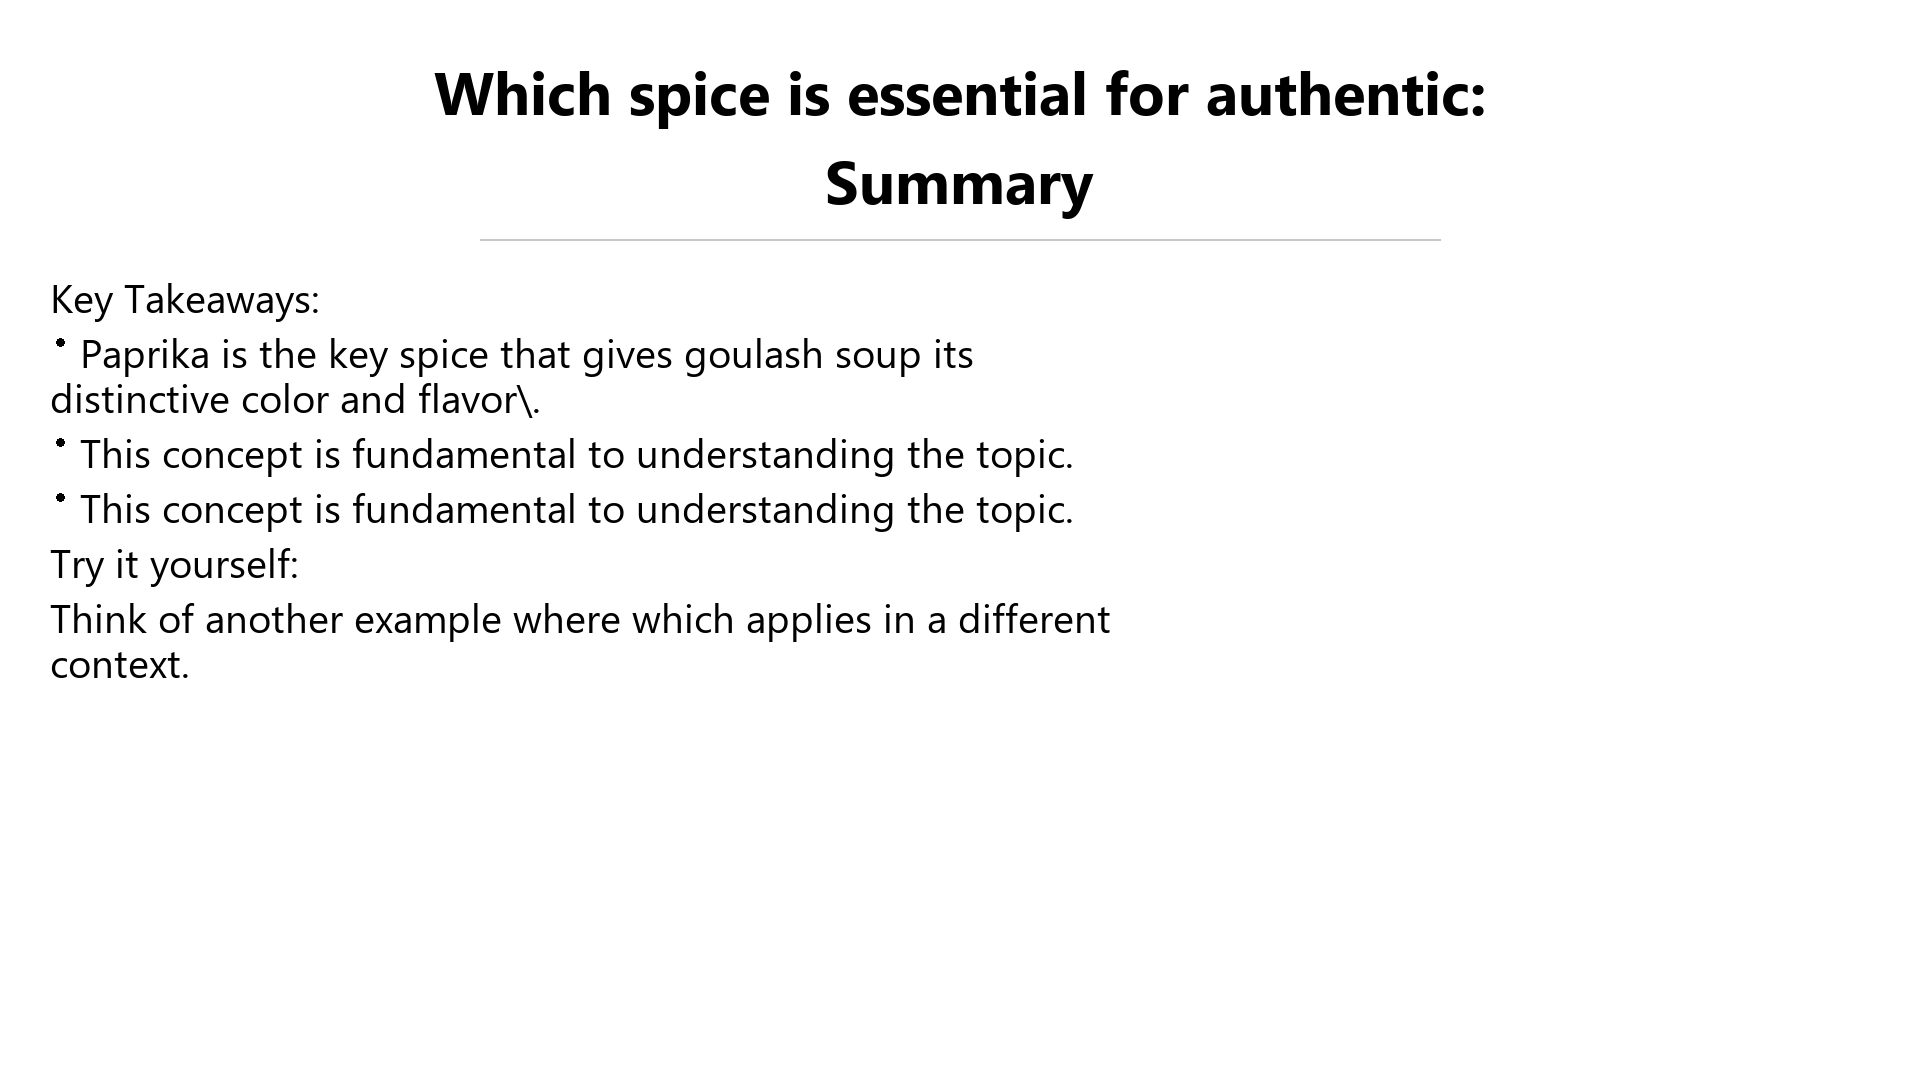 Which spice is essential for authentic:
Summary
Key Takeaways:
• Paprika is the key spice that gives goulash soup its
distinctive color and flavor\.
• This concept is fundamental to understanding the topic.
• This concept is fundamental to understanding the topic.
Try it yourself:
Think of another example where which applies in a different
context.